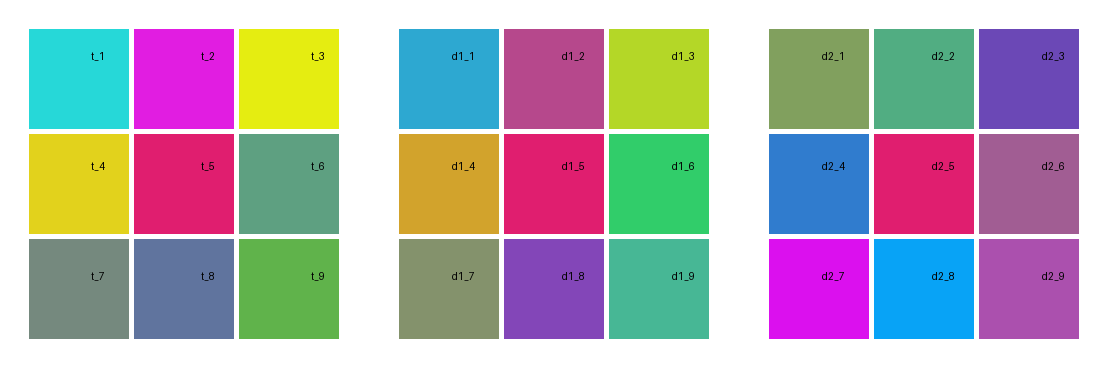 t_1 t_2 t_3 d1_1 d1_2 d1_3 d2_1 d2_2 d2_3
t_4 t_5 t_6 d1_4 d1_5 d1_6 d2_4 d2_5 d2_6
t_7 t_8 t_9 d1_7 d1_8 d1_9 d2_7 d2_8 d2_9